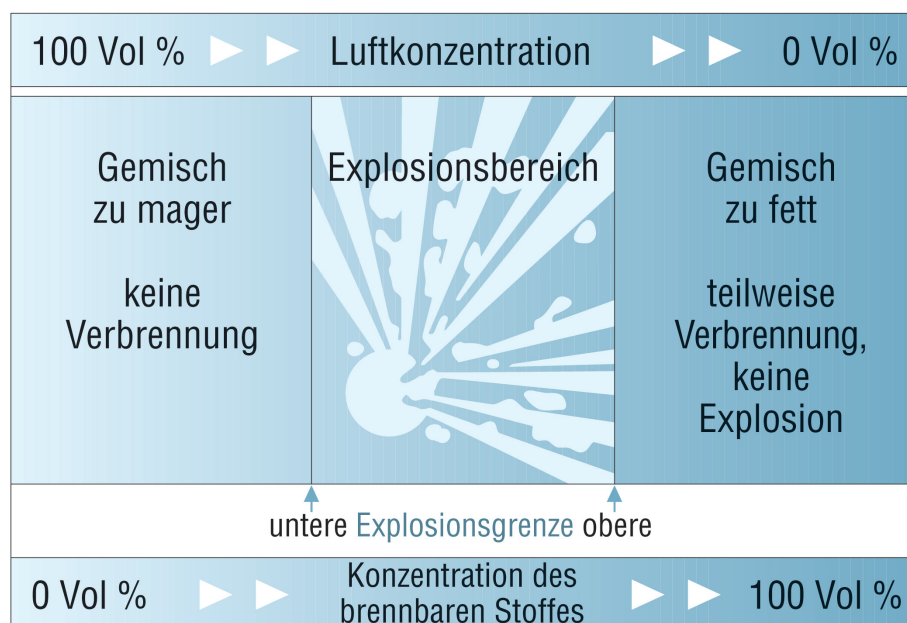 100 Vol % Luftkonzentration 0 Vol %
Gemisch
zu mager
keine
Verbrennung
Explosionsbereich
Gemisch
zu fett
teilweise
Verbrennung,
keine
Explosion
untere Explosionsgrenze obere
0 Vol % Konzentration des
brennbaren Stoffes 100 Vol %